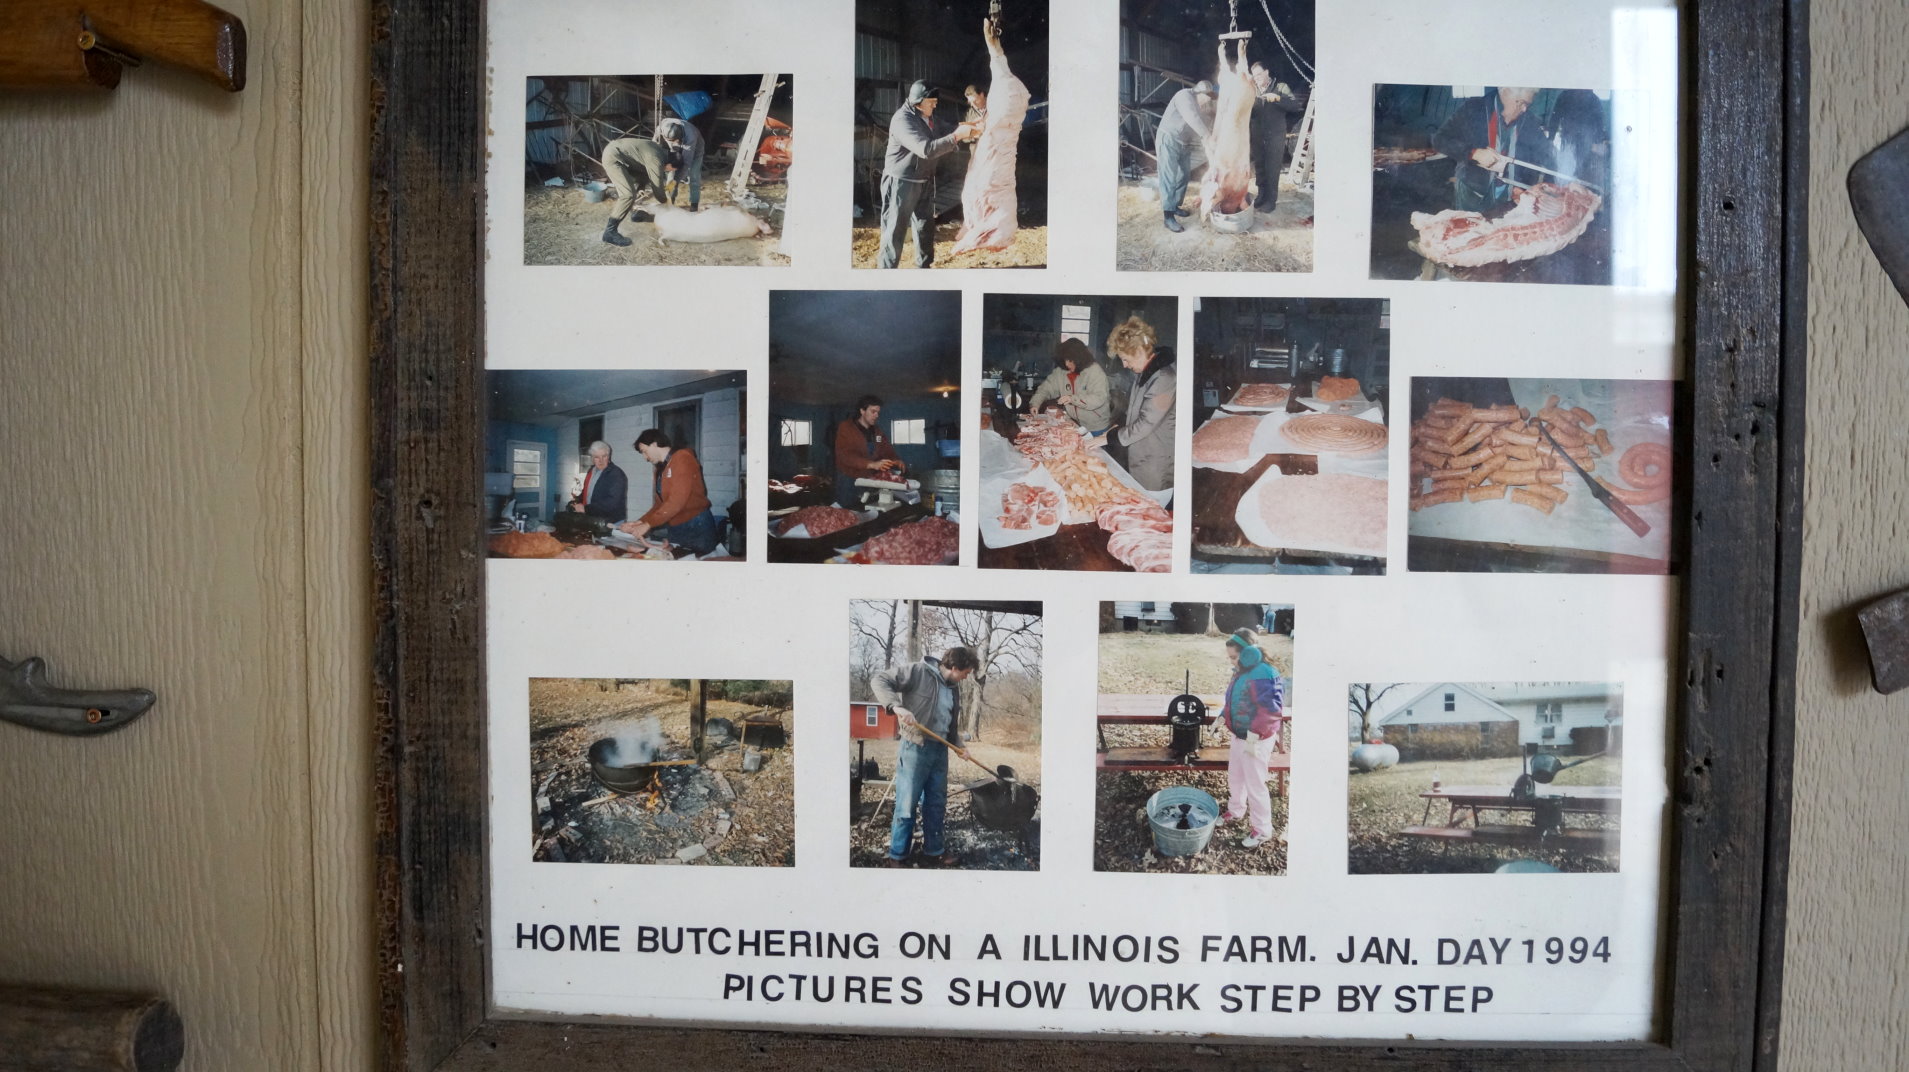 HOME BUTCHERING ON A ILLINOIS FARM. JAN. DAY 1994
PICTURES SHOW WORK STEP BY STEP